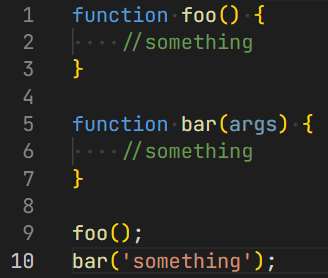 1 function foo() {
2     //something
3 }
4
5 function bar(args) {
6     //something
7 }
8
9 foo();
10 bar('something');